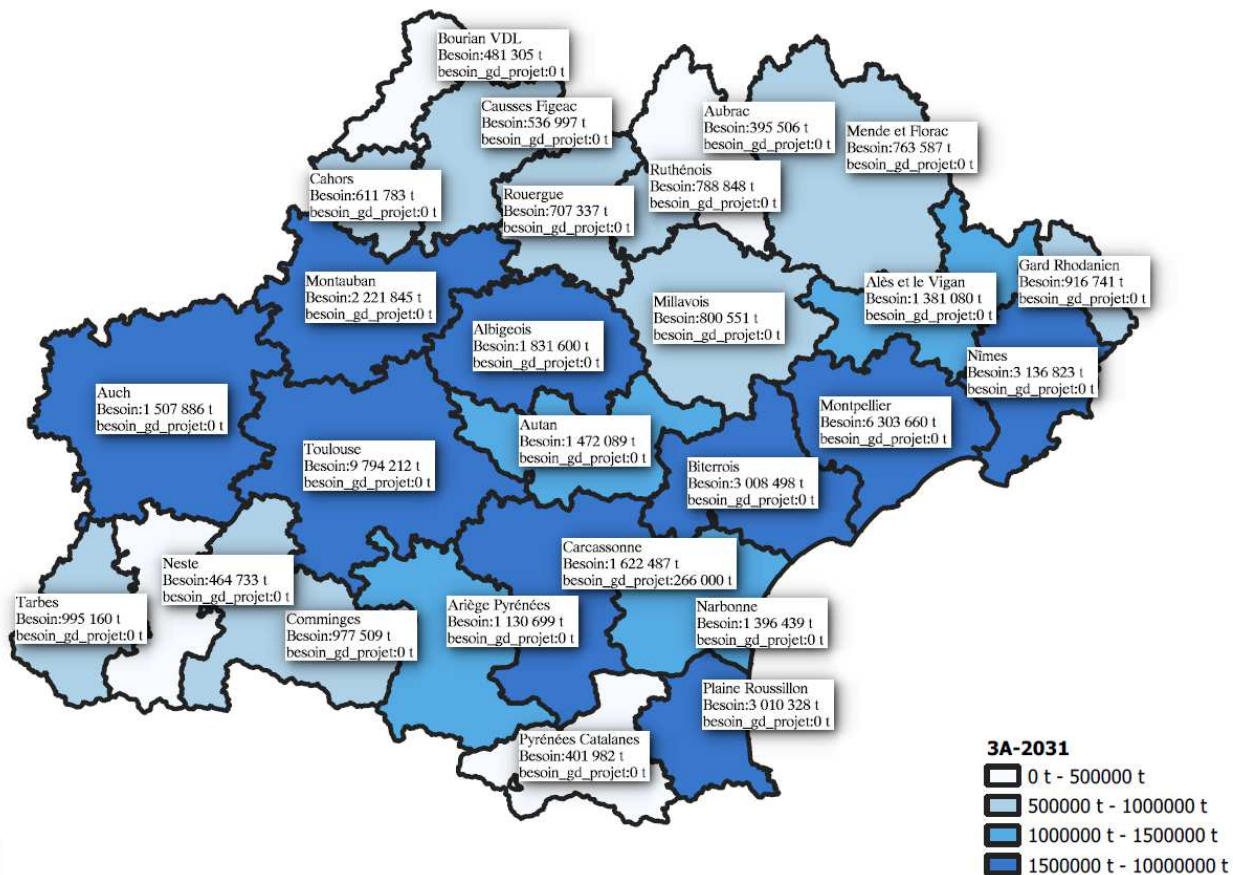 Bourian VDL
Besoin:481 305 t
besoin_gd_projet:0 t
Causses Figeac
Besoin:536 997 t
besoin_gd_projet:0 t
Aubrac
Besoin:395 506 t
besoin_gd_projet:0 t
Mende et Florac
Besoin:763 587 t
besoin_gd_projet:0 t
Cahors
Besoin:611 783 t
besoin_gd_projet:0 t
Rouergue
Besoin:707 337 t
besoin_gd_projet:0 t
Ruthénois
Besoin:788 848 t
besoin_gd_projet:0 t
Montauban
Besoin:2 221 845 t
besoin_gd_projet:0 t
Millavois
Besoin:800 551 t
besoin_gd_projet:0 t
Alès et le Vigan
Besoin:1 381 080 t
besoin_gd_projet:0 t
Gard Rhodanien
Besoin:916 741 t
besoin_gd_projet:0 t
Albigeois
Besoin:1 831 600 t
besoin_gd_projet:0 t
Nîmes
Besoin:3 136 823 t
besoin_gd_projet:0 t
Auch
Besoin:1 507 886 t
besoin_gd_projet:0 t
Montpellier
Besoin:6 303 660 t
besoin_gd_projet:0 t
Autan
Besoin:1 472 089 t
besoin_gd_projet:0 t
Toulouse
Besoin:9 794 212 t
besoin_gd_projet:0 t
Biterrois
Besoin:3 008 498 t
besoin_gd_projet:0 t
Carcassonne
Besoin:1 622 487 t
besoin_gd_projet:266 000 t
Neste
Besoin:464 733 t
besoin_gd_projet:0 t
Tarbes
Besoin:995 160 t
besoin_gd_projet:0 t
Comminges
Besoin:977 509 t
besoin_gd_projet:0 t
Ariège Pyrénées
Besoin:1 130 699 t
besoin_gd_projet:0 t
Narbonne
Besoin:1 396 439 t
besoin_gd_projet:0 t
Plaine Roussillon
Besoin:3 010 328 t
besoin_gd_projet:0 t
Pyrénées Catalanes
Besoin:401 982 t
besoin_gd_projet:0 t
3A-2031
0 t - 500000 t
500000 t - 1000000 t
1000000 t - 1500000 t
1500000 t - 10000000 t